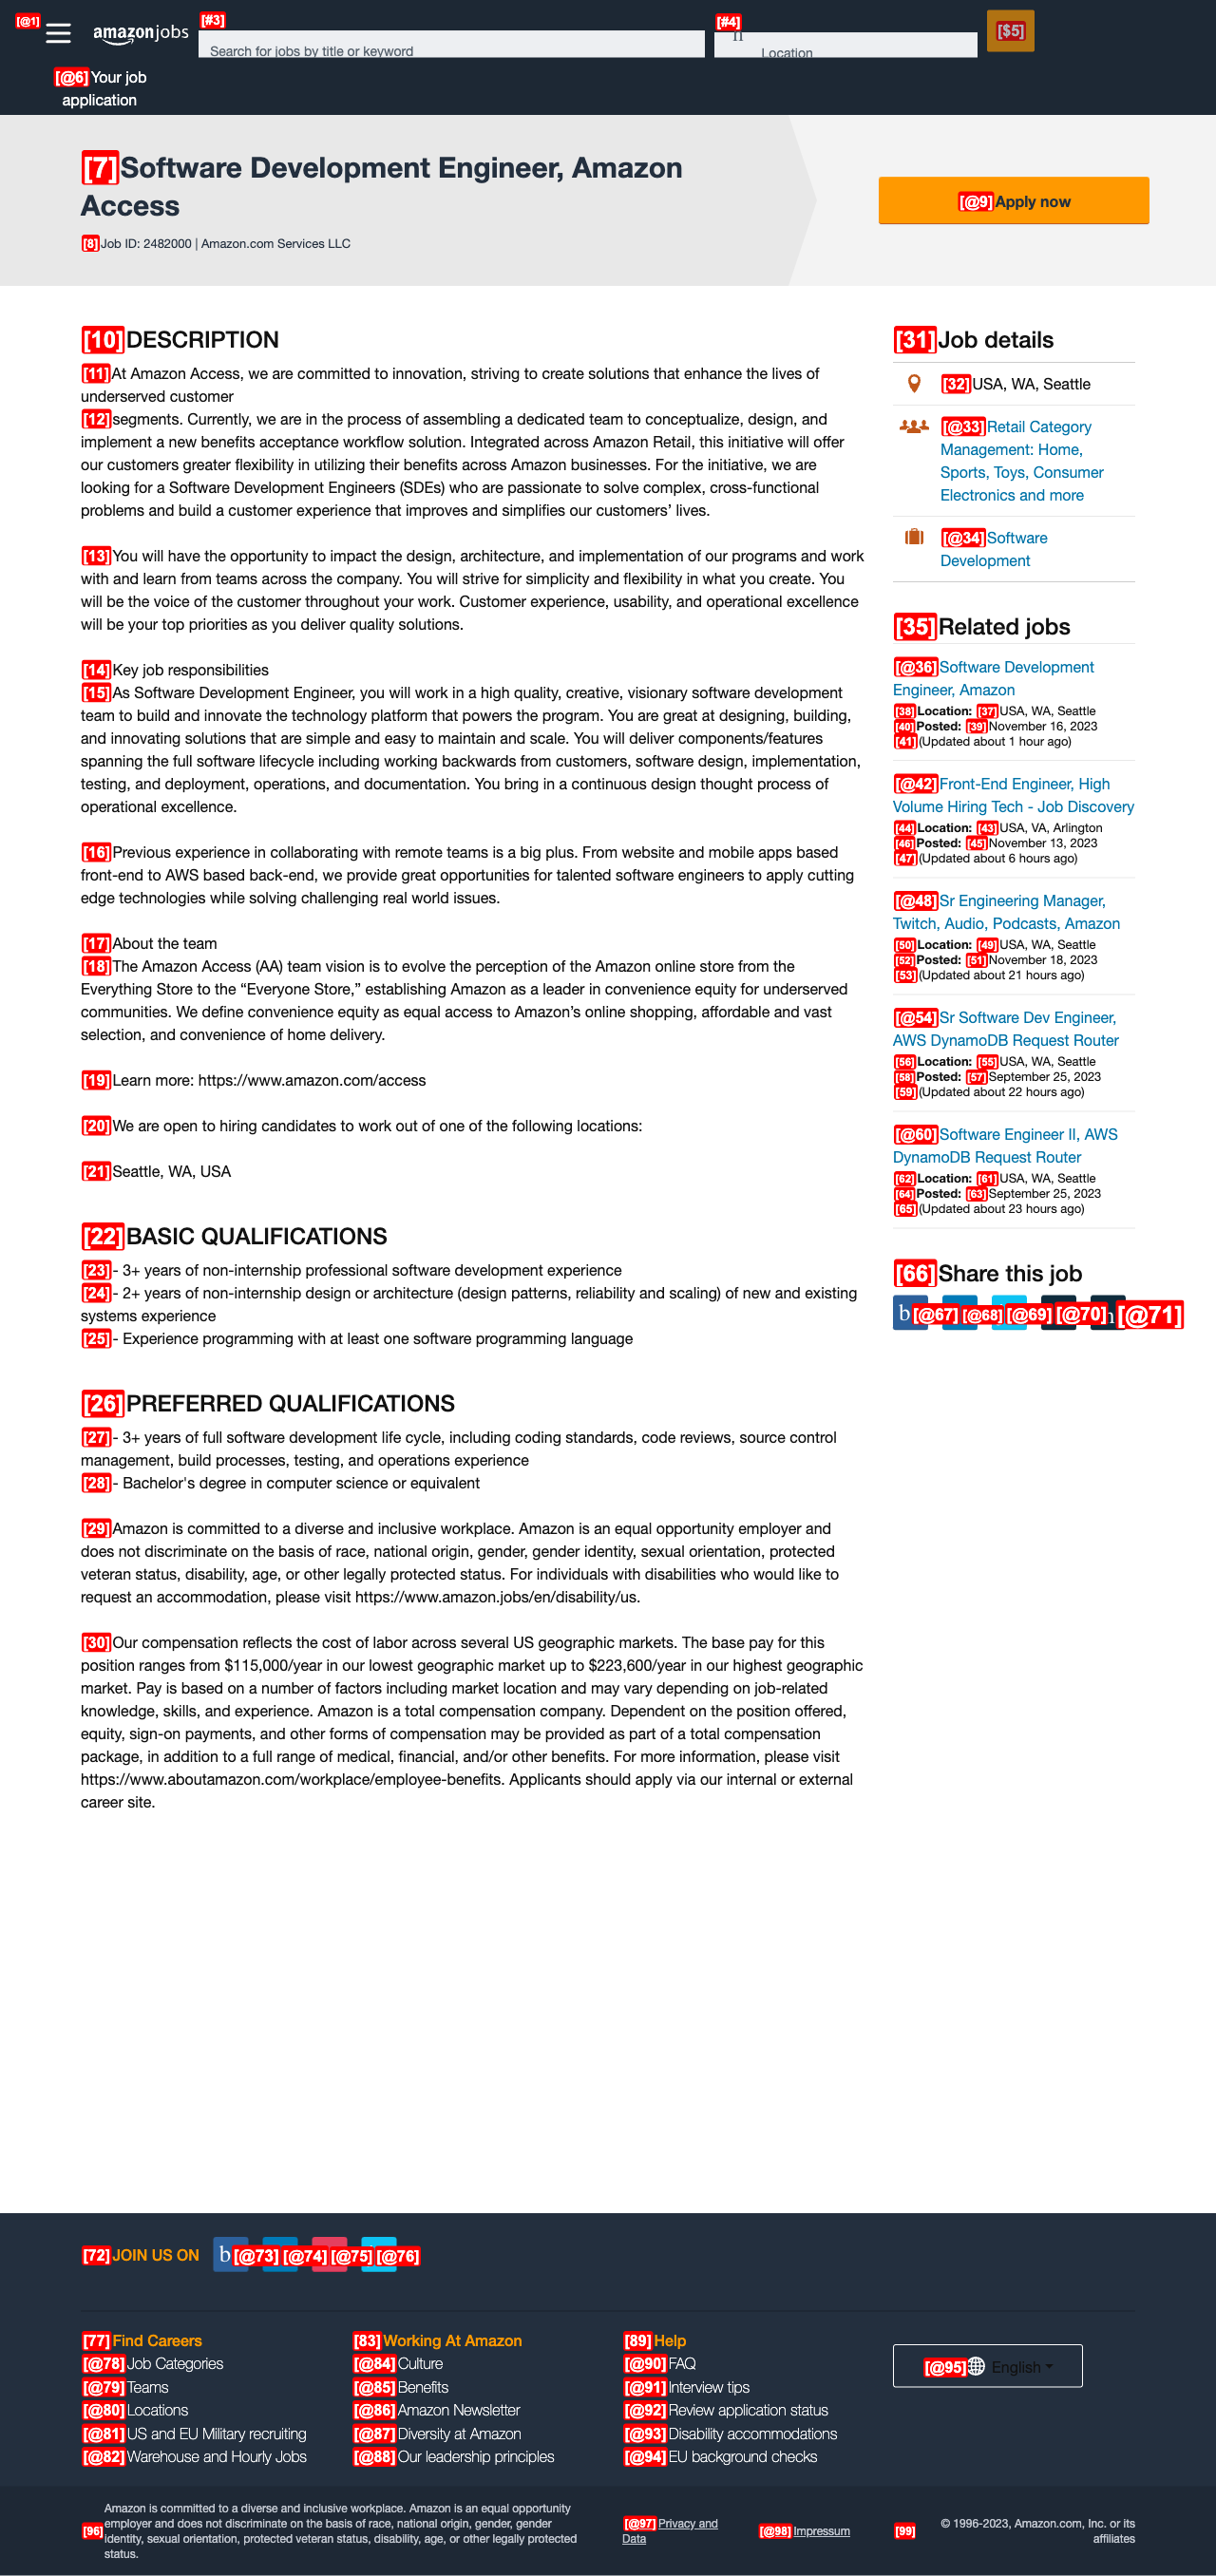 [@1]
amazonjobs
[#3]
Search for jobs by title or keyword
[#4]
Location
[$5]
[@6] Your job
application
[7] Software Development Engineer, Amazon
Access
[8] Job ID: 2482000 | Amazon.com Services LLC
[@9] Apply now
[10] DESCRIPTION
[11] At Amazon Access, we are committed to innovation, striving to create solutions that enhance the lives of
underserved customer
[12] segments. Currently, we are in the process of assembling a dedicated team to conceptualize, design, and
implement a new benefits acceptance workflow solution. Integrated across Amazon Retail, this initiative will offer
our customers greater flexibility in utilizing their benefits across Amazon businesses. For the initiative, we are
looking for a Software Development Engineers (SDEs) who are passionate to solve complex, cross-functional
problems and build a customer experience that improves and simplifies our customers’ lives.
[13] You will have the opportunity to impact the design, architecture, and implementation of our programs and work
with and learn from teams across the company. You will strive for simplicity and flexibility in what you create. You
will be the voice of the customer throughout your work. Customer experience, usability, and operational excellence
will be your top priorities as you deliver quality solutions.
[14] Key job responsibilities
[15] As Software Development Engineer, you will work in a high quality, creative, visionary software development
team to build and innovate the technology platform that powers the program. You are great at designing, building,
and innovating solutions that are simple and easy to maintain and scale. You will deliver components/features
spanning the full software lifecycle including working backwards from customers, software design, implementation,
testing, and deployment, operations, and documentation. You bring in a continuous design thought process of
operational excellence.
[16] Previous experience in collaborating with remote teams is a big plus. From website and mobile apps based
front-end to AWS based back-end, we provide great opportunities for talented software engineers to apply cutting
edge technologies while solving challenging real world issues.
[17] About the team
[18] The Amazon Access (AA) team vision is to evolve the perception of the Amazon online store from the
Everything Store to the “Everyone Store,” establishing Amazon as a leader in convenience equity for underserved
communities. We define convenience equity as equal access to Amazon’s online shopping, affordable and vast
selection, and convenience of home delivery.
[19] Learn more: https://www.amazon.com/access
[20] We are open to hiring candidates to work out of one of the following locations:
[21] Seattle, WA, USA
[22] BASIC QUALIFICATIONS
[23] - 3+ years of non-internship professional software development experience
[24] - 2+ years of non-internship design or architecture (design patterns, reliability and scaling) of new and existing
systems experience
[25] - Experience programming with at least one software programming language
[26] PREFERRED QUALIFICATIONS
[27] - 3+ years of full software development life cycle, including coding standards, code reviews, source control
management, build processes, testing, and operations experience
[28] - Bachelor's degree in computer science or equivalent
[29] Amazon is committed to a diverse and inclusive workplace. Amazon is an equal opportunity employer and
does not discriminate on the basis of race, national origin, gender, gender identity, sexual orientation, protected
veteran status, disability, age, or other legally protected status. For individuals with disabilities who would like to
request an accommodation, please visit https://www.amazon.jobs/en/disability/us.
[30] Our compensation reflects the cost of labor across several US geographic markets. The base pay for this
position ranges from $115,000/year in our lowest geographic market up to $223,600/year in our highest geographic
market. Pay is based on a number of factors including market location and may vary depending on job-related
knowledge, skills, and experience. Amazon is a total compensation company. Dependent on the position offered,
equity, sign-on payments, and other forms of compensation may be provided as part of a total compensation
package, in addition to a full range of medical, financial, and/or other benefits. For more information, please visit
https://www.aboutamazon.com/workplace/employee-benefits. Applicants should apply via our internal or external
career site.
[31] Job details
[32] USA, WA, Seattle
[@33] Retail Category
Management: Home,
Sports, Toys, Consumer
Electronics and more
[@34] Software
Development
[35] Related jobs
[@36] Software Development
Engineer, Amazon
[38] Location: [37] USA, WA, Seattle
[40] Posted: [39] November 16, 2023
[41] (Updated about 1 hour ago)
[@42] Front-End Engineer, High
Volume Hiring Tech - Job Discovery
[44] Location: [43] USA, VA, Arlington
[46] Posted: [45] November 13, 2023
[47] (Updated about 6 hours ago)
[@48] Sr Engineering Manager,
Twitch, Audio, Podcasts, Amazon
[50] Location: [49] USA, WA, Seattle
[52] Posted: [51] November 18, 2023
[53] (Updated about 21 hours ago)
[@54] Sr Software Dev Engineer,
AWS DynamoDB Request Router
[56] Location: [55] USA, WA, Seattle
[58] Posted: [57] September 25, 2023
[59] (Updated about 22 hours ago)
[@60] Software Engineer II, AWS
DynamoDB Request Router
[62] Location: [61] USA, WA, Seattle
[64] Posted: [63] September 25, 2023
[65] (Updated about 23 hours ago)
[66] Share this job
b [@67] [@68] [@69] [@70] [@71]
[72] JOIN US ON b [@73] [@74] [@75] [@76]
[77] Find Careers
[@78] Job Categories
[@79] Teams
[@80] Locations
[@81] US and EU Military recruiting
[@82] Warehouse and Hourly Jobs
[83] Working At Amazon
[@84] Culture
[@85] Benefits
[@86] Amazon Newsletter
[@87] Diversity at Amazon
[@88] Our leadership principles
[89] Help
[@90] FAQ
[@91] Interview tips
[@92] Review application status
[@93] Disability accommodations
[@94] EU background checks
[@95] English
[96] Amazon is committed to a diverse and inclusive workplace. Amazon is an equal opportunity
employer and does not discriminate on the basis of race, national origin, gender, gender
identity, sexual orientation, protected veteran status, disability, age, or other legally protected
status.
[@97] Privacy and
Data
[@98] Impressum
[99] © 1996-2023, Amazon.com, Inc. or its
affiliates